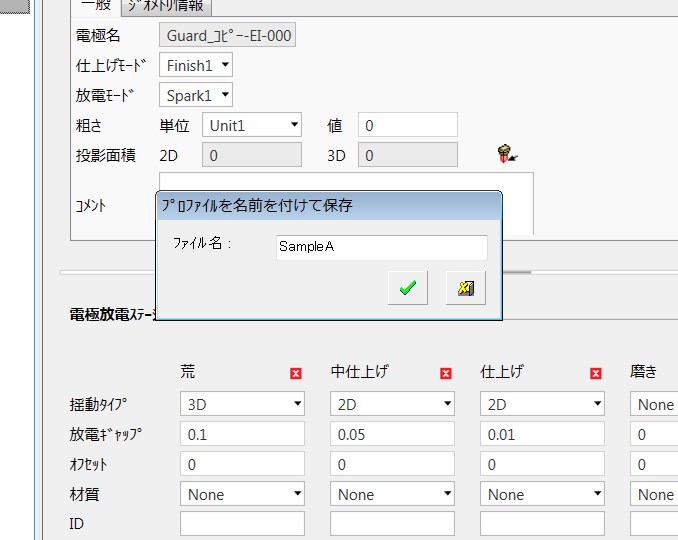 一般 ｼﾞｵﾒﾄﾘ情報
電極名 Guard_ｺﾋﾟｰ-EI-000
仕上げﾓｰﾄﾞ Finish1
放電ﾓｰﾄﾞ Spark1
粗さ 単位 Unit1 値 0
投影面積 2D 0 3D 0
ｺﾒﾝﾄ
ﾌﾟﾛﾌｧｲﾙを名前を付けて保存
ﾌｧｲﾙ名 :
SampleA
電極放電ｽﾃｰｼ
荒 中仕上げ 仕上げ 磨き
揺動ﾀｲﾌﾟ 3D 2D 2D None
放電ｷﾞｬｯﾌﾟ 0.1 0.05 0.01 0
ｵﾌｾｯﾄ 0 0 0 0
材質 None None None None
ID